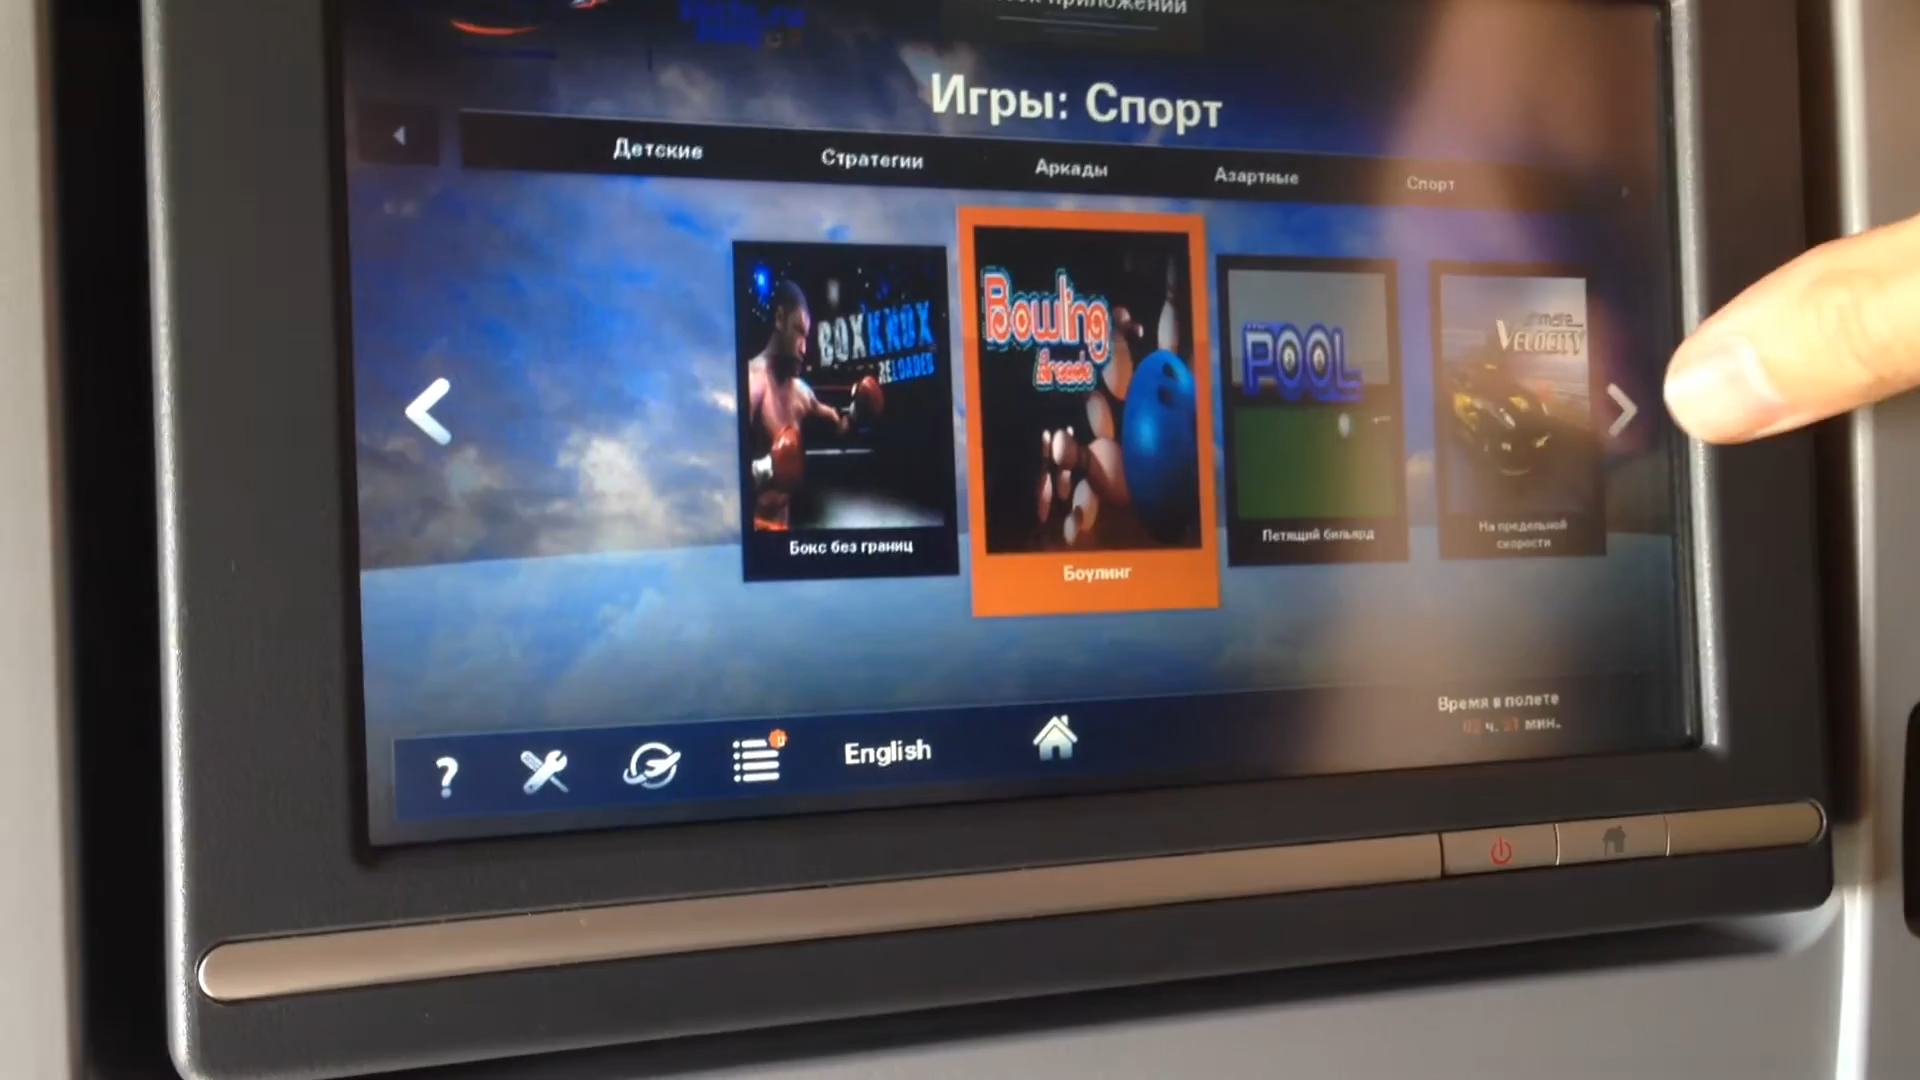 приложений
Игры: Спорт
Детские
Стратегии
Аркады
Азартные
Спорт
BOXKNOX
RELOADED
Бокс без границ
Bowling
Arcade
Боулинг
POOL
Летящий бильярд
VELOCITY
На предельной
скорости
?
English
Время в полете
ч. мин.